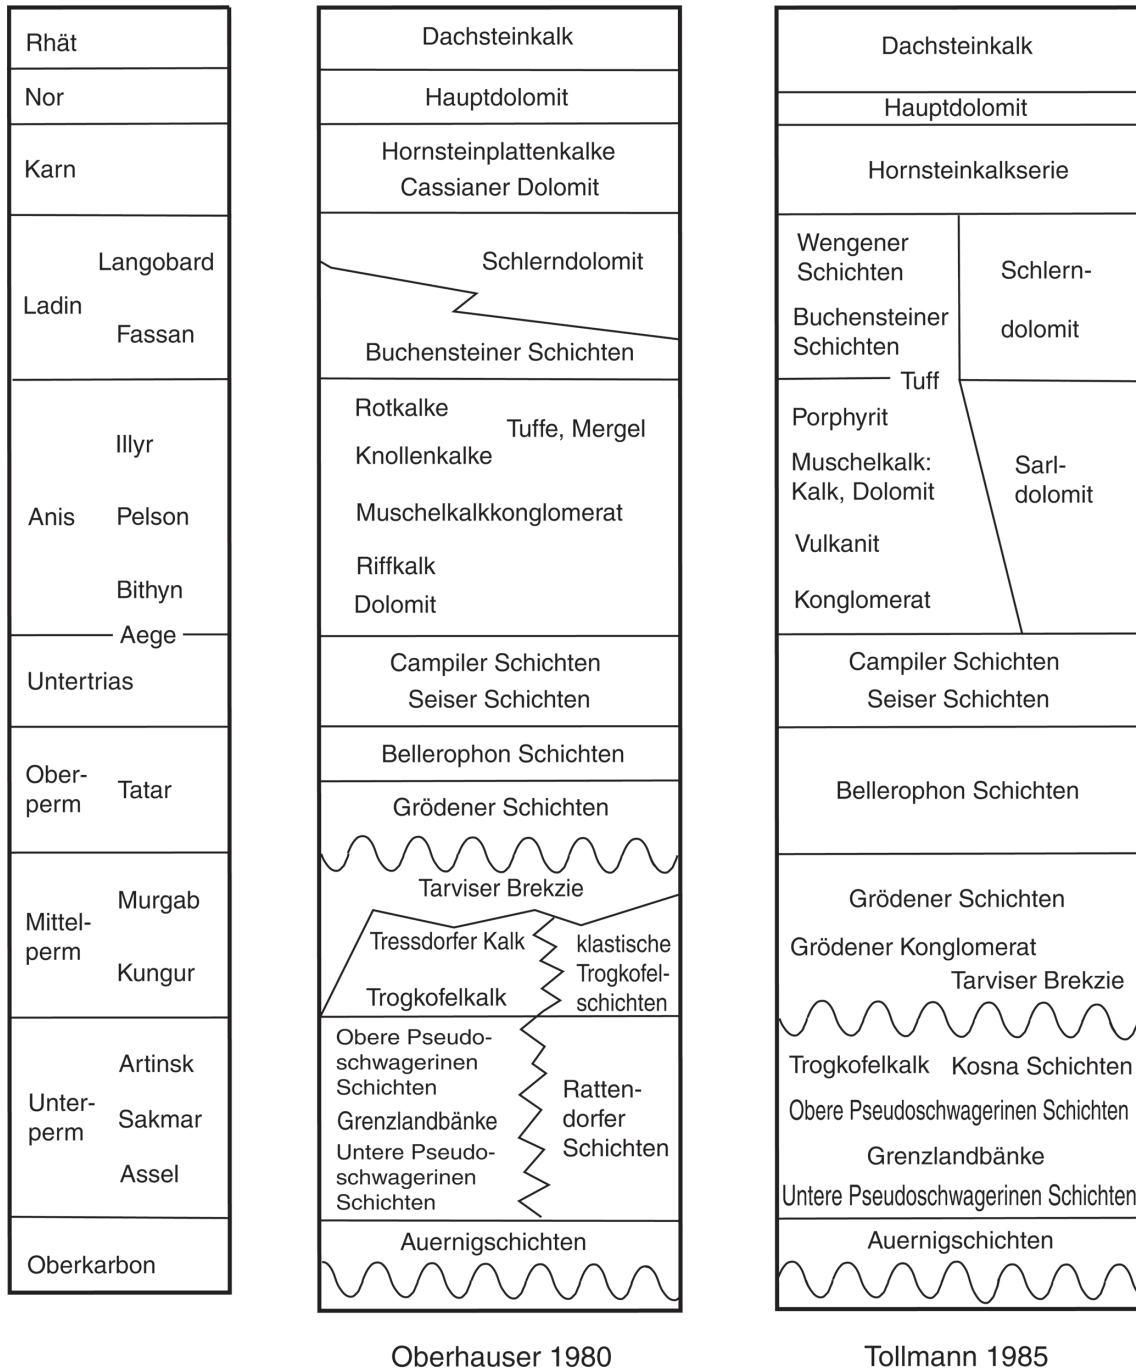 Rhät
Nor
Karn
Langobard
Ladin
Fassan
Illyr
Anis
Pelson
Bithyn
Aege
Untertrias
Ober-
perm
Tatar
Murgab
Mittel-
perm
Kungur
Artinsk
Unter-
perm
Sakmar
Assel
Oberkarbon
Dachsteinkalk
Hauptdolomit
Hornsteinplattenkalke
Cassianer Dolomit
Schlerndolomit
Buchensteiner Schichten
Rotkalke
Tuffe, Mergel
Knollenkalke
Muschelkalkkonglomerat
Riffkalk
Dolomit
Campiler Schichten
Seiser Schichten
Bellerophon Schichten
Grödener Schichten
Tarviser Brekzie
Tressdorfer Kalk
Trogkofelkalk
klastische
Trogkofel-
schichten
Obere Pseudo-
schwagerinen
Schichten
Grenzlandbänke
Untere Pseudo-
schwagerinen
Schichten
Ratten-
dorfer
Schichten
Auernigschichten
Oberhauser 1980
Dachsteinkalk
Hauptdolomit
Hornsteinkalkserie
Wengener
Schichten
Buchensteiner
Schichten
Schlern-
dolomit
Tuff
Porphyrit
Muschelkalk:
Kalk, Dolomit
Vulkanit
Konglomerat
Sarl-
dolomit
Campiler Schichten
Seiser Schichten
Bellerophon Schichten
Grödener Schichten
Grödener Konglomerat
Tarviser Brekzie
Trogkofelkalk Kosna Schichten
Obere Pseudoschwagerinen Schichten
Grenzlandbänke
Untere Pseudoschwagerinen Schichten
Auernigschichten
Tollmann 1985